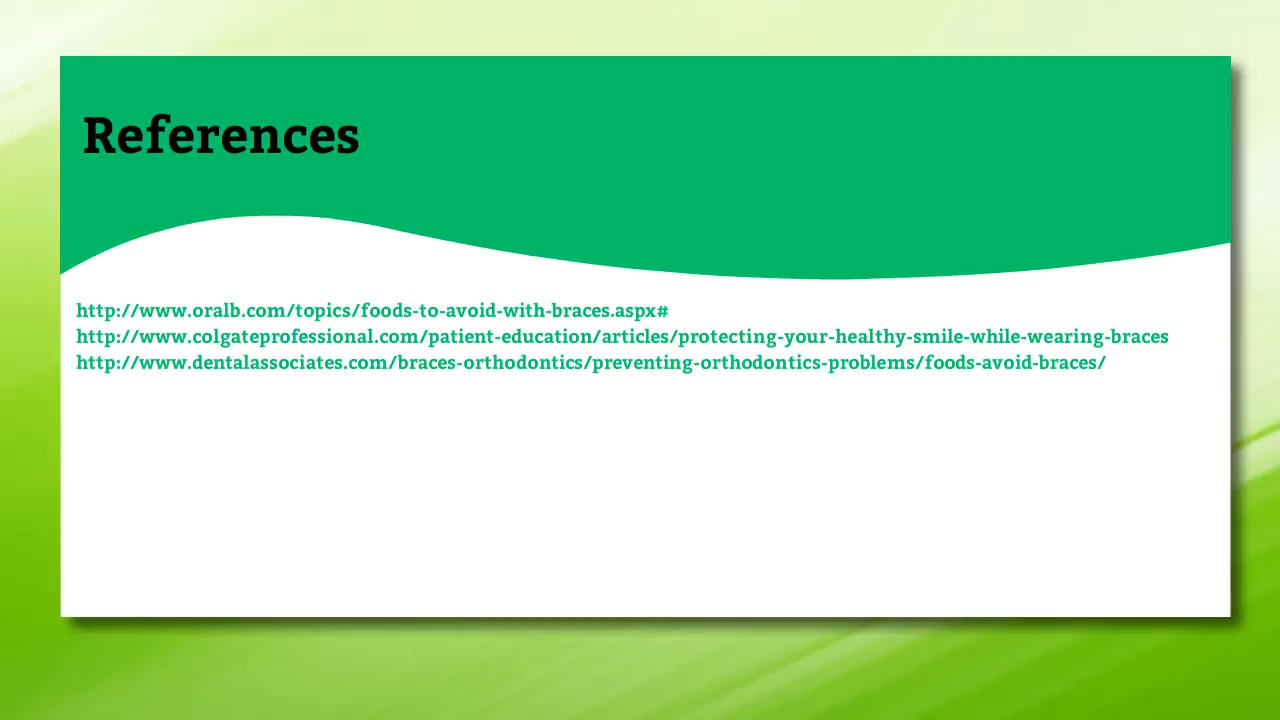 References
http://www.oralb.com/topics/foods-to-avoid-with-braces.aspx#
http://www.colgateprofessional.com/patient-education/articles/protecting-your-healthy-smile-while-wearing-braces
http://www.dentalassociates.com/braces-orthodontics/preventing-orthodontics-problems/foods-avoid-braces/